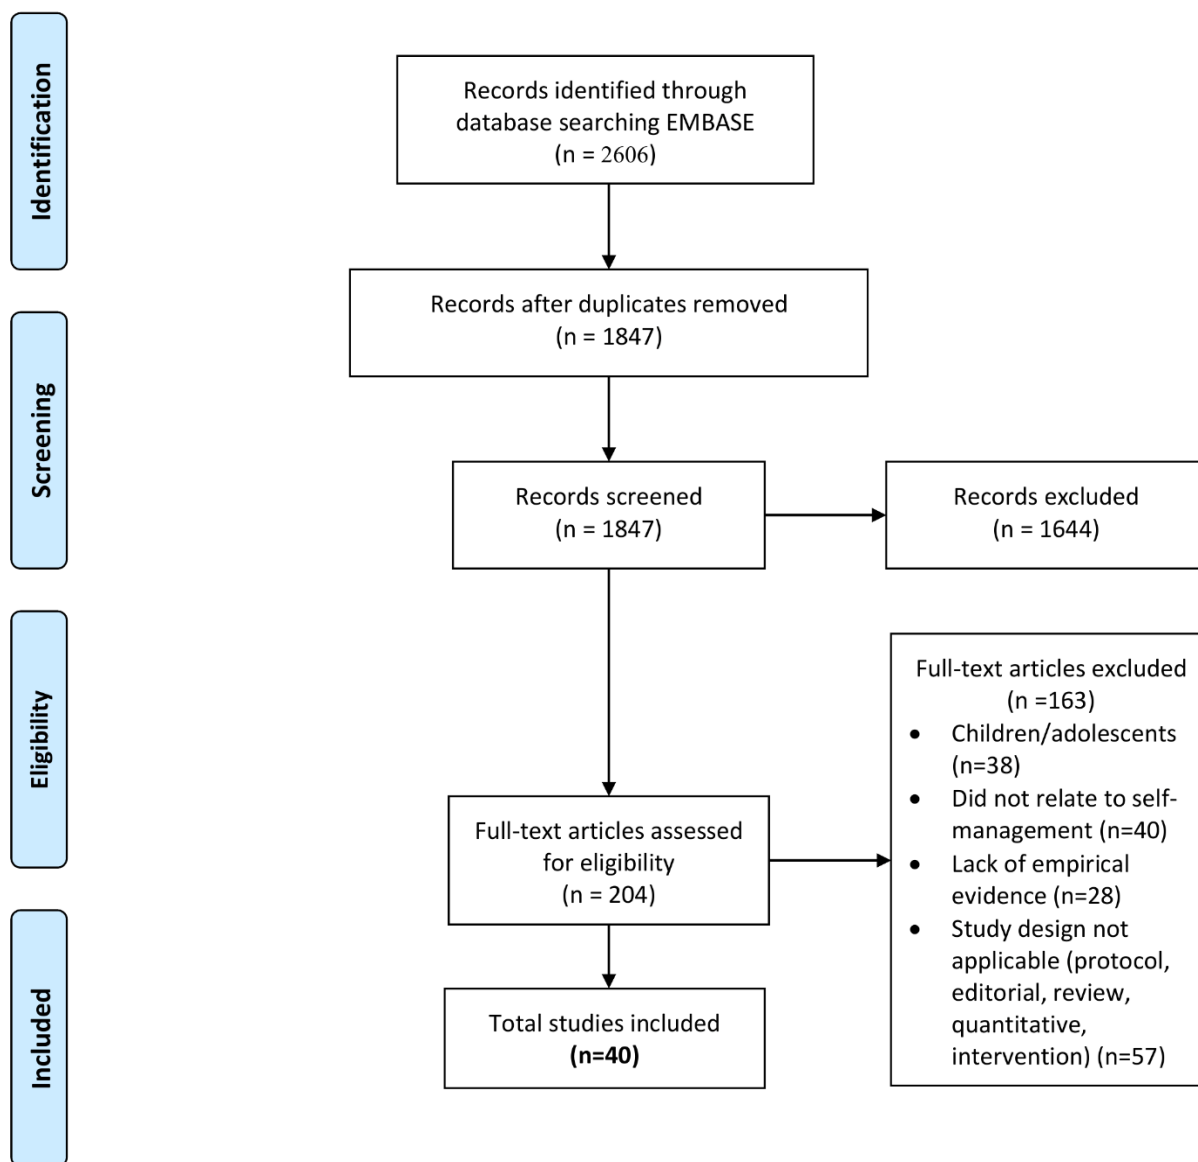 Identification
Records identified through
database searching EMBASE
(n = 2606)
Records after duplicates removed
(n = 1847)
Screening
Records screened
(n = 1847)
Records excluded
(n = 1644)
Eligibility
Full-text articles assessed
for eligibility
(n = 204)
Full-text articles excluded
(n =163)
• Children/adolescents
(n=38)
• Did not relate to self-
management (n=40)
• Lack of empirical
evidence (n=28)
• Study design not
applicable (protocol,
editorial, review,
quantitative,
intervention) (n=57)
Included
Total studies included
(n=40)